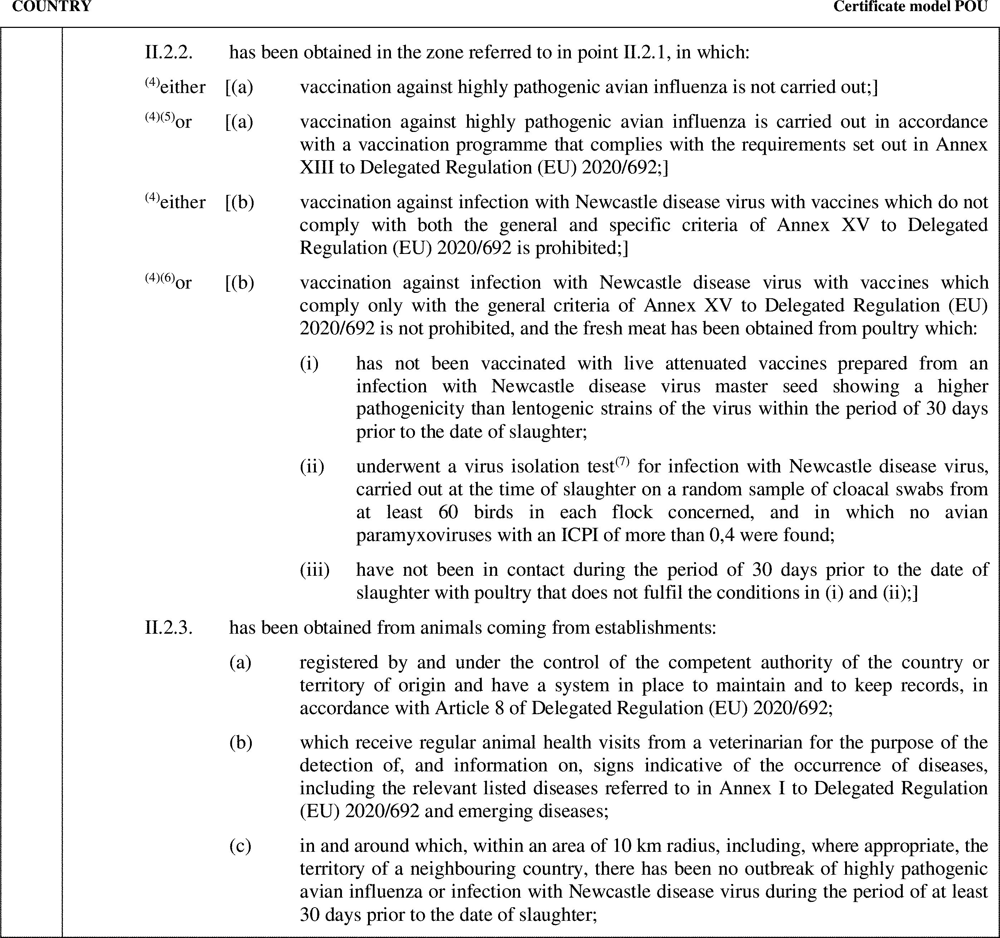 COUNTRY Certificate model POU
II.2.2. has been obtained in the zone referred to in point II.2.1, in which:
(4)either [(a) vaccination against highly pathogenic avian influenza is not carried out;]
(4)(5)or [(a) vaccination against highly pathogenic avian influenza is carried out in accordance
with a vaccination programme that complies with the requirements set out in Annex
XIII to Delegated Regulation (EU) 2020/692;]
(4)either [(b) vaccination against infection with Newcastle disease virus with vaccines which do not
comply with both the general and specific criteria of Annex XV to Delegated
Regulation (EU) 2020/692 is prohibited;]
(4)(6)or [(b) vaccination against infection with Newcastle disease virus with vaccines which
comply only with the general criteria of Annex XV to Delegated Regulation (EU)
2020/692 is not prohibited, and the fresh meat has been obtained from poultry which:
(i) has not been vaccinated with live attenuated vaccines prepared from an
infection with Newcastle disease virus master seed showing a higher
pathogenicity than lentogenic strains of the virus within the period of 30 days
prior to the date of slaughter;
(ii) underwent a virus isolation test(7) for infection with Newcastle disease virus,
carried out at the time of slaughter on a random sample of cloacal swabs from
at least 60 birds in each flock concerned, and in which no avian
paramyxoviruses with an ICPI of more than 0,4 were found;
(iii) have not been in contact during the period of 30 days prior to the date of
slaughter with poultry that does not fulfil the conditions in (i) and (ii);]
II.2.3. has been obtained from animals coming from establishments:
(a) registered by and under the control of the competent authority of the country or
territory of origin and have a system in place to maintain and to keep records, in
accordance with Article 8 of Delegated Regulation (EU) 2020/692;
(b) which receive regular animal health visits from a veterinarian for the purpose of the
detection of, and information on, signs indicative of the occurrence of diseases,
including the relevant listed diseases referred to in Annex I to Delegated Regulation
(EU) 2020/692 and emerging diseases;
(c) in and around which, within an area of 10 km radius, including, where appropriate, the
territory of a neighbouring country, there has been no outbreak of highly pathogenic
avian influenza or infection with Newcastle disease virus during the period of at least
30 days prior to the date of slaughter;